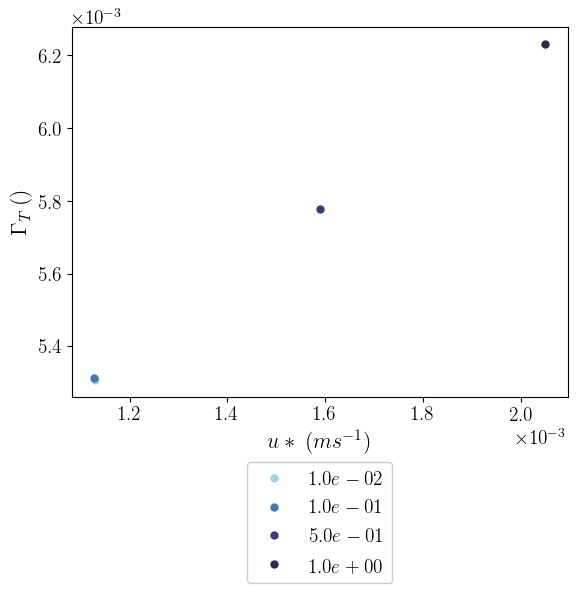 ×10⁻³
6.2
6.0
5.8
5.6
5.4
Γ_T ()
1.2 1.4 1.6 1.8 2.0
×10⁻³
u* (ms⁻¹)
1.0e − 02
1.0e − 01
5.0e − 01
1.0e + 00